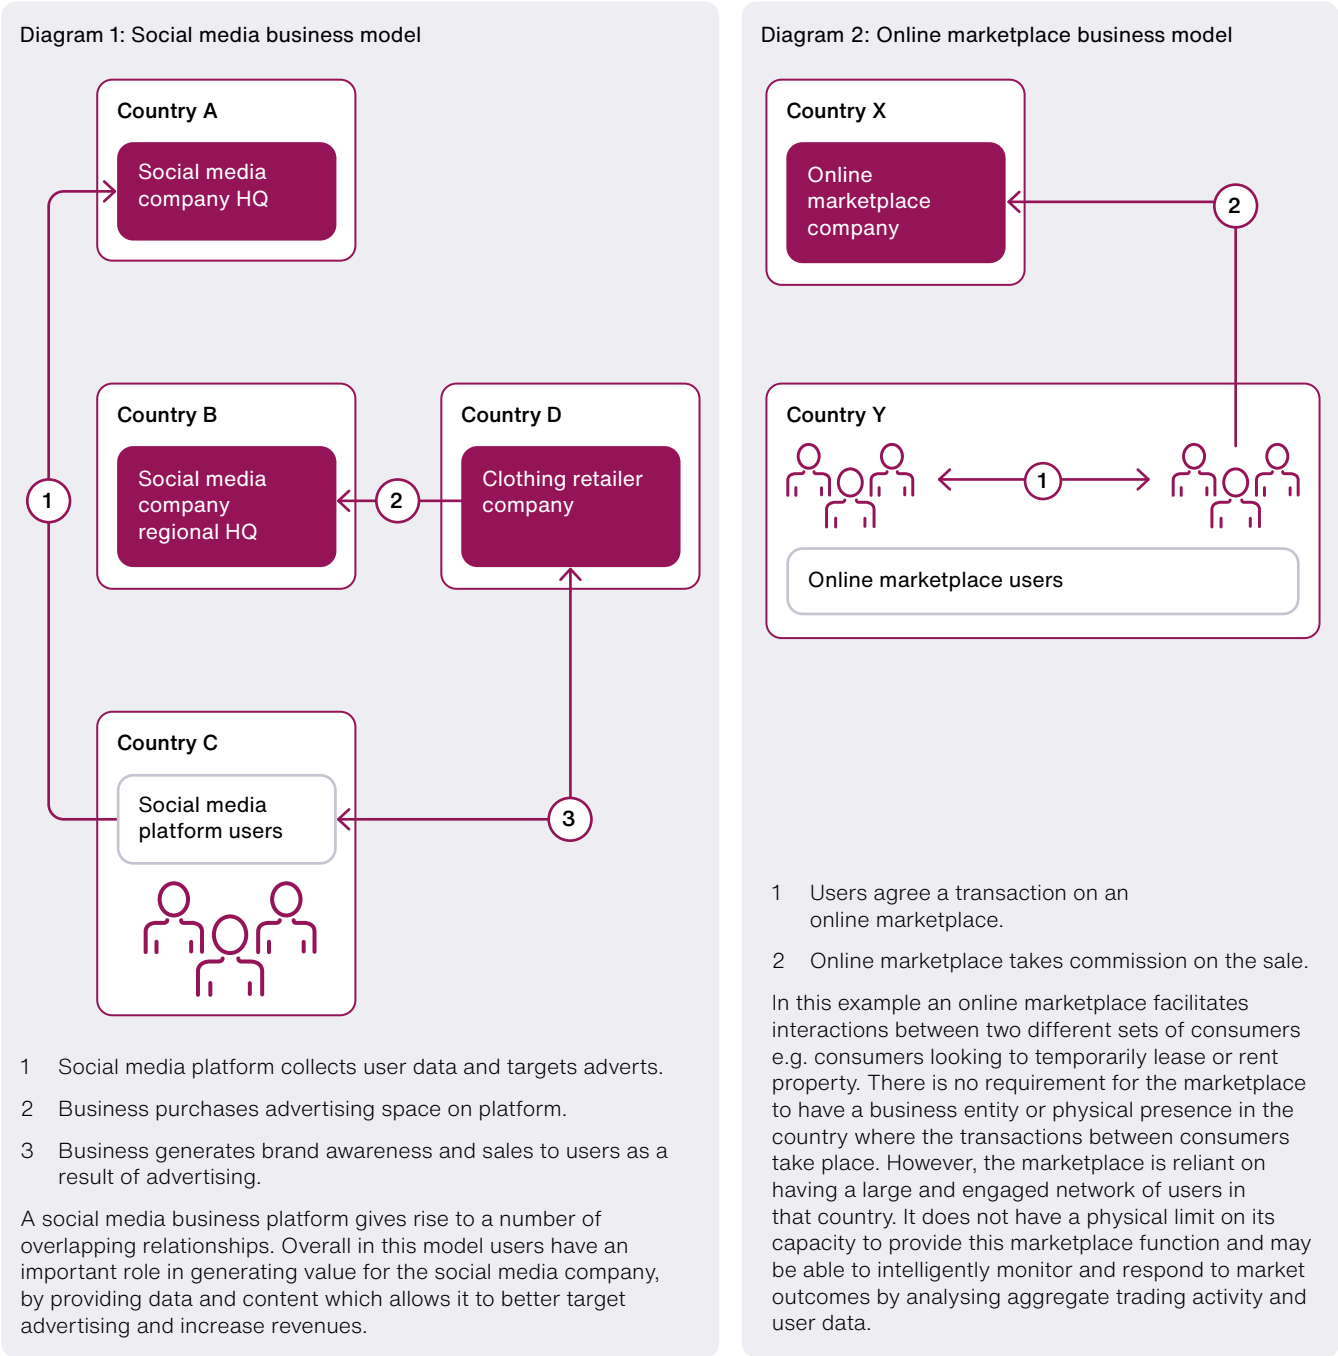 Diagram 1: Social media business model
Country A
Social media
company HQ
Country B
Social media
company
regional HQ
Country D
Clothing retailer
company
1
2
3
Country C
Social media
platform users
1 Social media platform collects user data and targets adverts.
2 Business purchases advertising space on platform.
3 Business generates brand awareness and sales to users as a
result of advertising.
A social media business platform gives rise to a number of
overlapping relationships. Overall in this model users have an
important role in generating value for the social media company,
by providing data and content which allows it to better target
advertising and increase revenues.
Diagram 2: Online marketplace business model
Country X
Online
marketplace
company
2
Country Y
1
Online marketplace users
1 Users agree a transaction on an
online marketplace.
2 Online marketplace takes commission on the sale.
In this example an online marketplace facilitates
interactions between two different sets of consumers
e.g. consumers looking to temporarily lease or rent
property. There is no requirement for the marketplace
to have a business entity or physical presence in the
country where the transactions between consumers
take place. However, the marketplace is reliant on
having a large and engaged network of users in
that country. It does not have a physical limit on its
capacity to provide this marketplace function and may
be able to intelligently monitor and respond to market
outcomes by analysing aggregate trading activity and
user data.